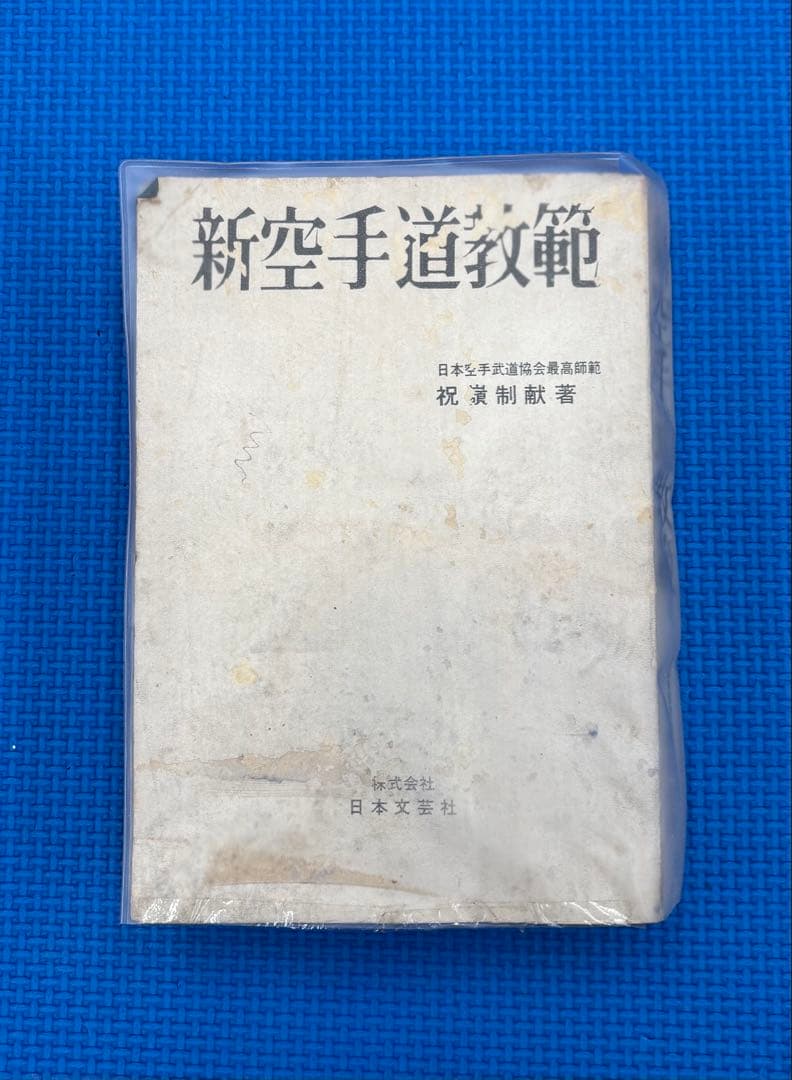 新空手道教範
日本空手武道協会最高師範
祝嶺制献著
株式会社
日本文芸社